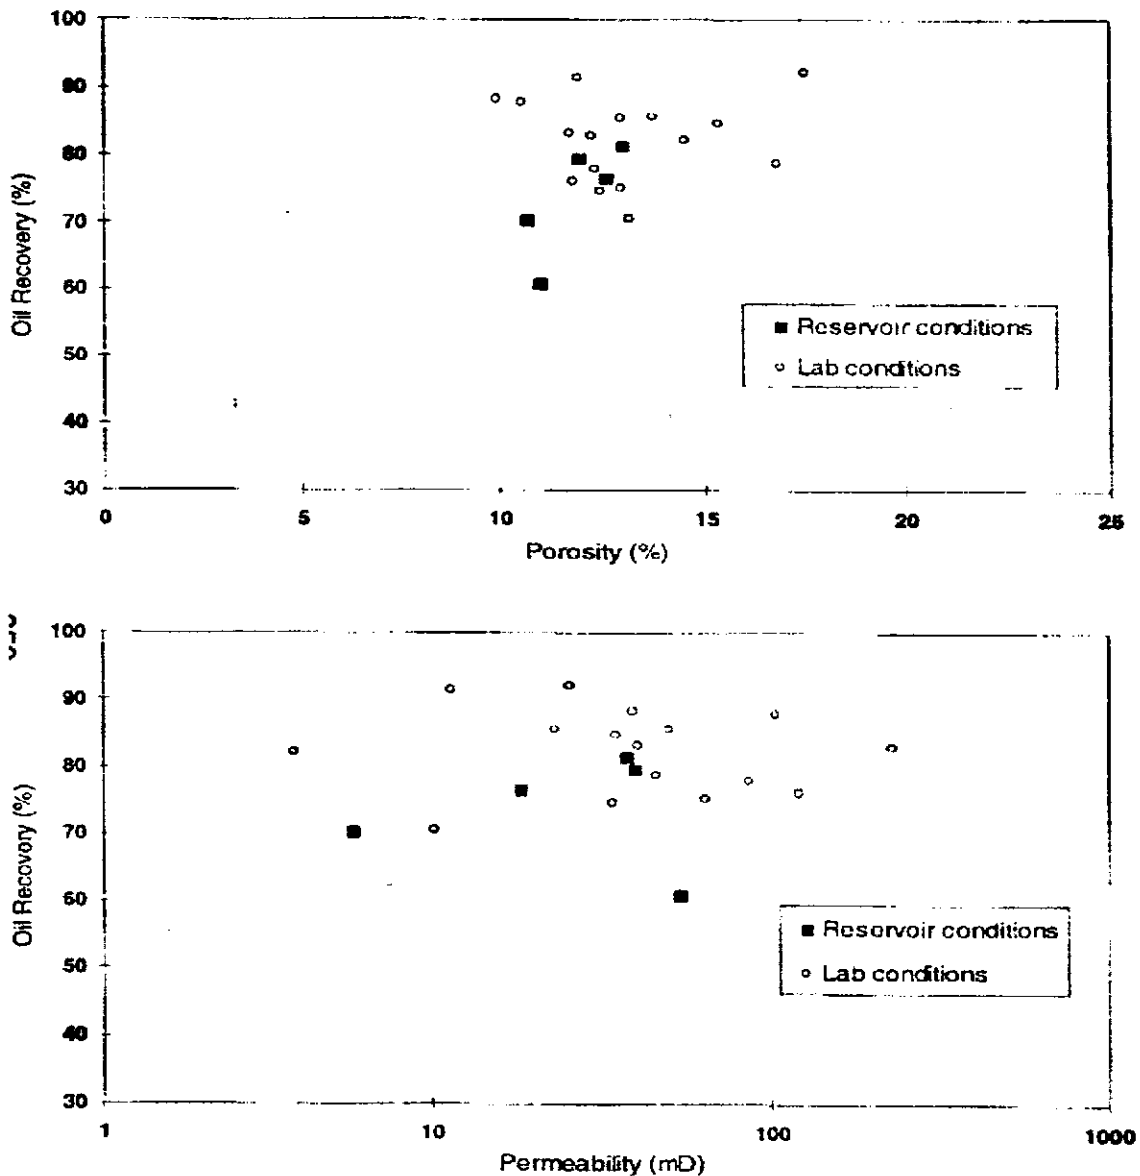 100
90
80
70
60
50
40
30
Oil Recovery (%)
0 5 10 15 20 25
Porosity (%)
■ Reservoir conditions
○ Lab conditions
100
90
80
70
60
50
40
30
Oil Recovery (%)
1 10 100 1000
Permeability (mD)
■ Reservoir conditions
○ Lab conditions